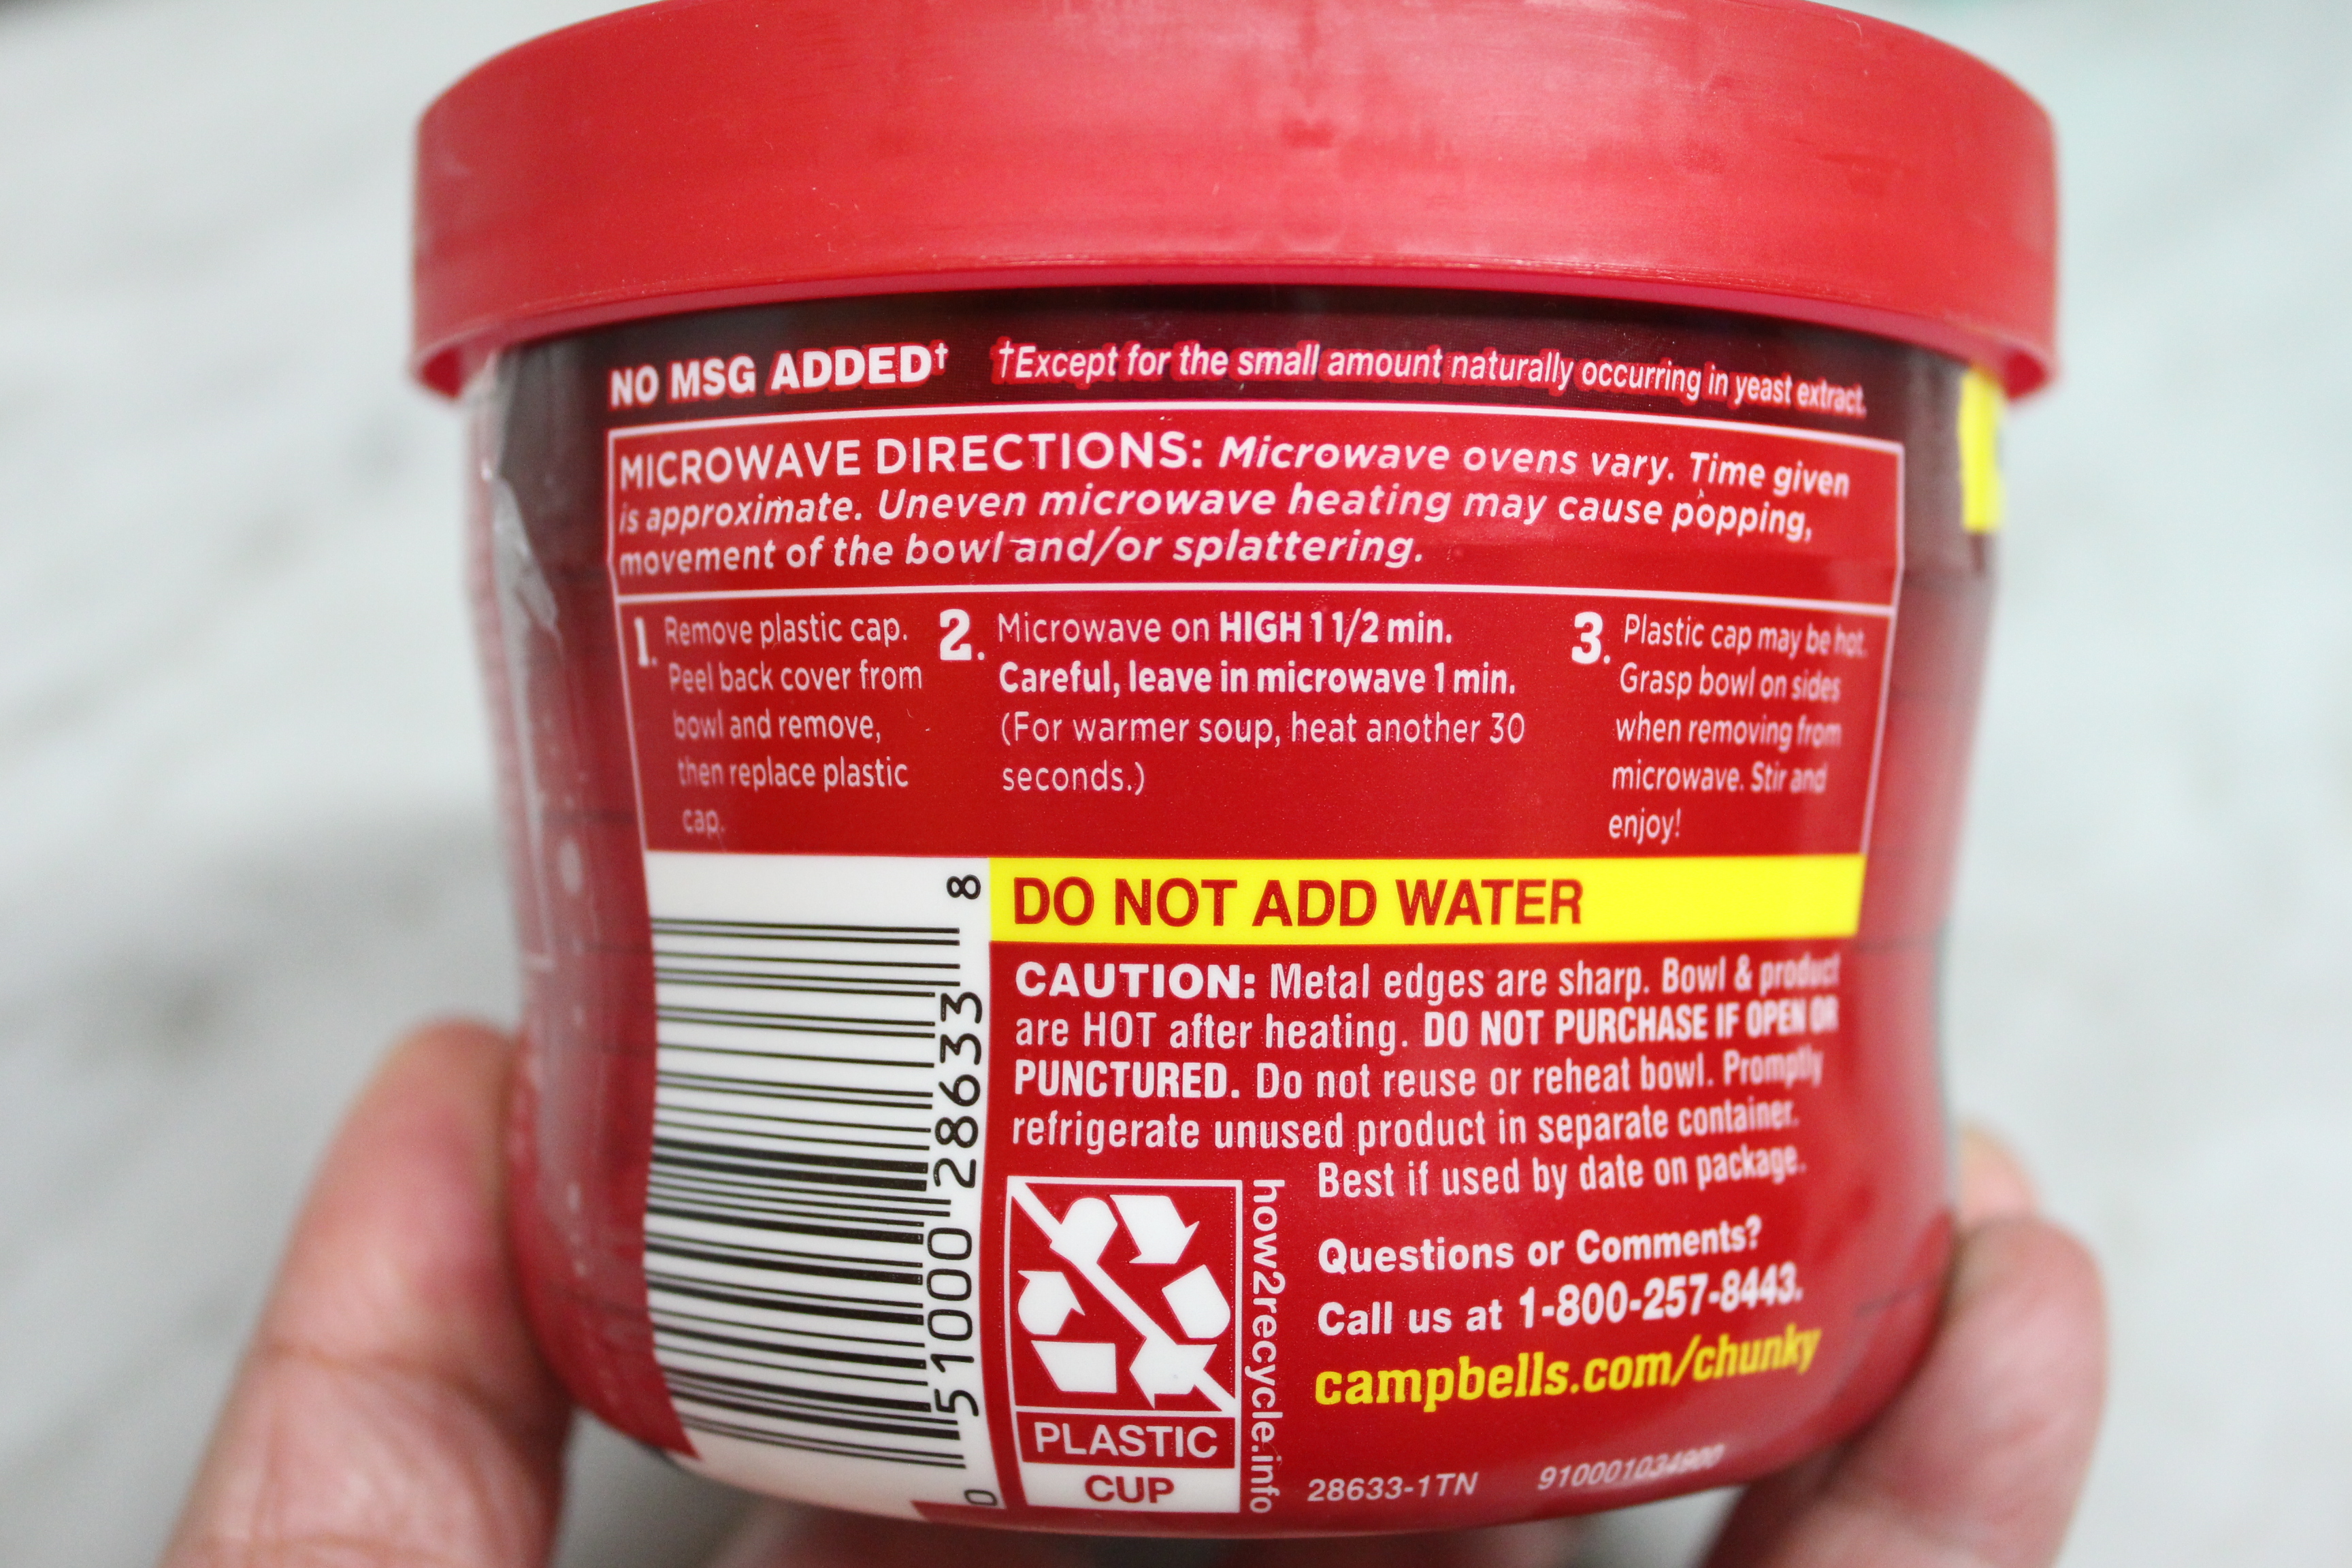 NO MSG ADDED† †Except for the small amount naturally occurring in yeast extract.
MICROWAVE DIRECTIONS: Microwave ovens vary. Time given
is approximate. Uneven microwave heating may cause popping,
movement of the bowl and/or splattering.
1. Remove plastic cap.
Peel back cover from
bowl and remove,
then replace plastic
cap.
2. Microwave on HIGH 1 1/2 min.
Careful, leave in microwave 1 min.
(For warmer soup, heat another 30
seconds.)
3. Plastic cap may be hot.
Grasp bowl on sides
when removing from
microwave. Stir and
enjoy!
DO NOT ADD WATER
CAUTION: Metal edges are sharp. Bowl & product
are HOT after heating. DO NOT PURCHASE IF OPEN OR
PUNCTURED. Do not reuse or reheat bowl. Promptly
refrigerate unused product in separate container.
Best if used by date on package.
Questions or Comments?
Call us at 1-800-257-8443.
campbells.com/chunky
0 51000 28633 8
PLASTIC
CUP
how2recycle.info
28633-1TN 910001034900